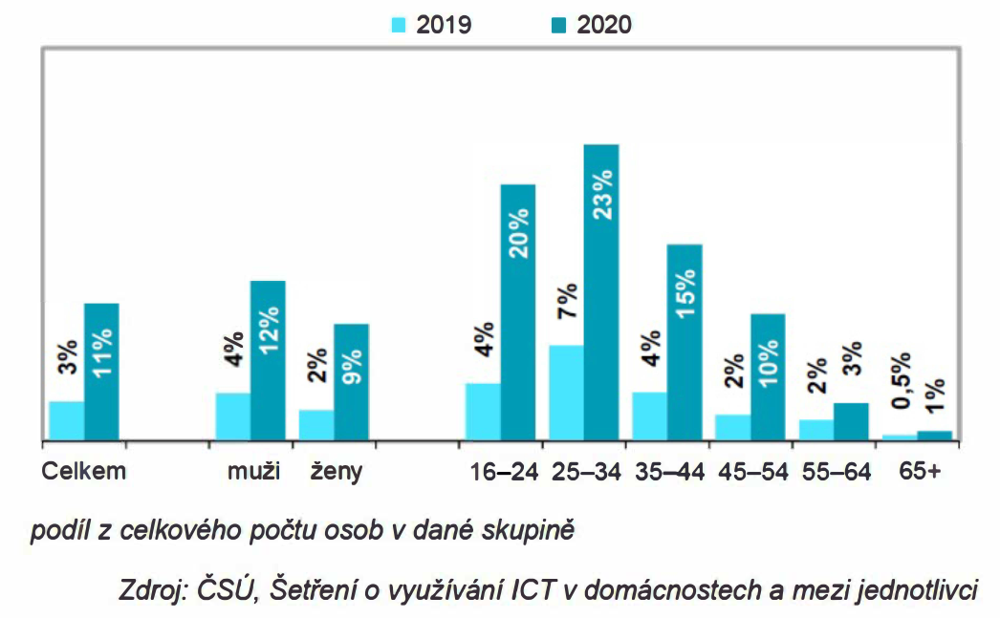 2019 2020
3% 11% 4% 12% 2% 9% 4% 20% 7% 23% 4% 15% 2% 10% 2% 3% 0,5% 1%
Celkem muži ženy 16–24 25–34 35–44 45–54 55–64 65+
podíl z celkového počtu osob v dané skupině
Zdroj: ČSÚ, Šetření o využívání ICT v domácnostech a mezi jednotlivci